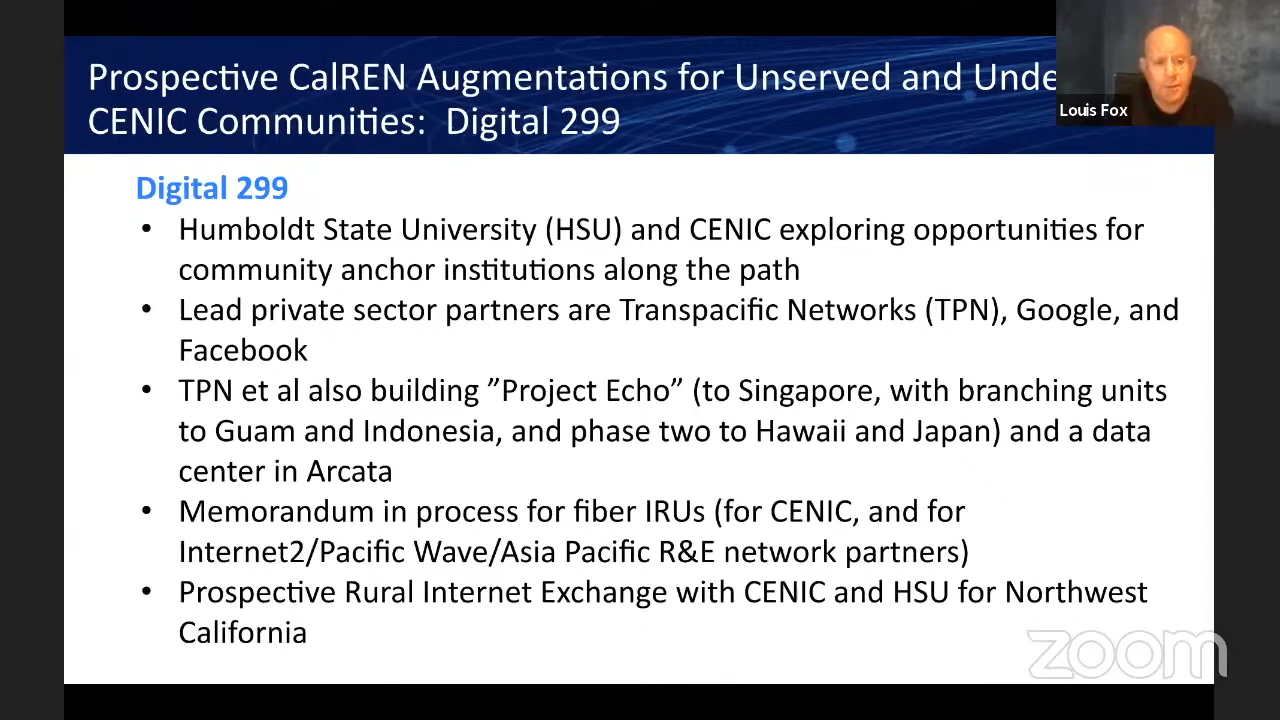 Prospective CalREN Augmentations for Unserved and Unde
CENIC Communities: Digital 299
Louis Fox
Digital 299
• Humboldt State University (HSU) and CENIC exploring opportunities for
community anchor institutions along the path
• Lead private sector partners are Transpacific Networks (TPN), Google, and
Facebook
• TPN et al also building ”Project Echo” (to Singapore, with branching units
to Guam and Indonesia, and phase two to Hawaii and Japan) and a data
center in Arcata
• Memorandum in process for fiber IRUs (for CENIC, and for
Internet2/Pacific Wave/Asia Pacific R&E network partners)
• Prospective Rural Internet Exchange with CENIC and HSU for Northwest
California
zoom